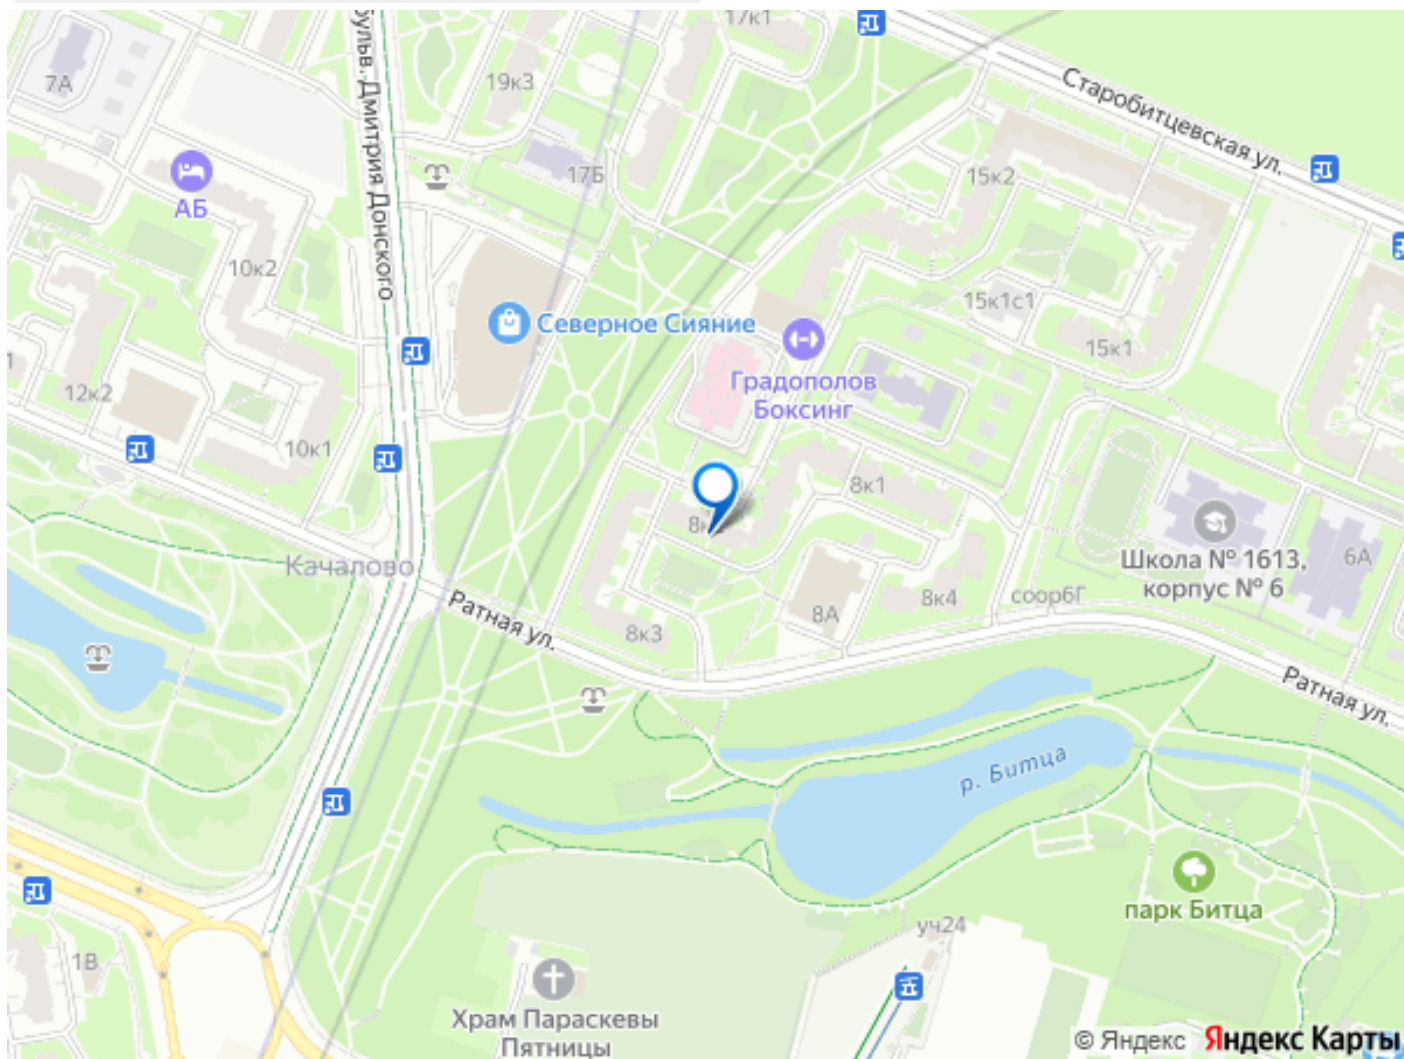 17к1
7А
19к3
бульв. Дмитрия Донского
Старобитцевская ул.
17Б
15к2
АБ
10к2
15к1с1
Северное Сияние
15к1
12к2
Градополов
Боксинг
10к1
8к1
Школа № 1613,
корпус № 6
6А
Качалово
Ратная ул.
8А
8к4
соор6Г
8к3
Ратная ул.
р. Битца
парк Битца
уч24
1В
Храм Параскевы
Пятницы
© Яндекс Яндекс Карты